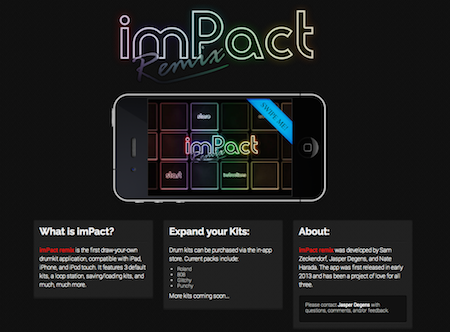 imPact
Remix
SWIPE ME!
demo
imPact
Remix
start
What is imPact?
ImPact remix is the first draw-your-own
drumkit application, compatible with iPad,
iPhone, and iPod touch. It features 3 default
kits, a loop station, saving/loading kits, and
much, much more.
Expand your Kits:
Drum kits can be purchased via the in-app
store. Current packs include:
• Roland
• 808
• Glitchy
• Punchy
More kits coming soon...
About:
ImPact remix was developed by Sam
Zeckendorf, Jasper Degens, and Nate
Harada. The app was first released in early
2013 and has been a project of love for all
three.
Please contact Jasper Degens with
questions, comments, and/or feedback.